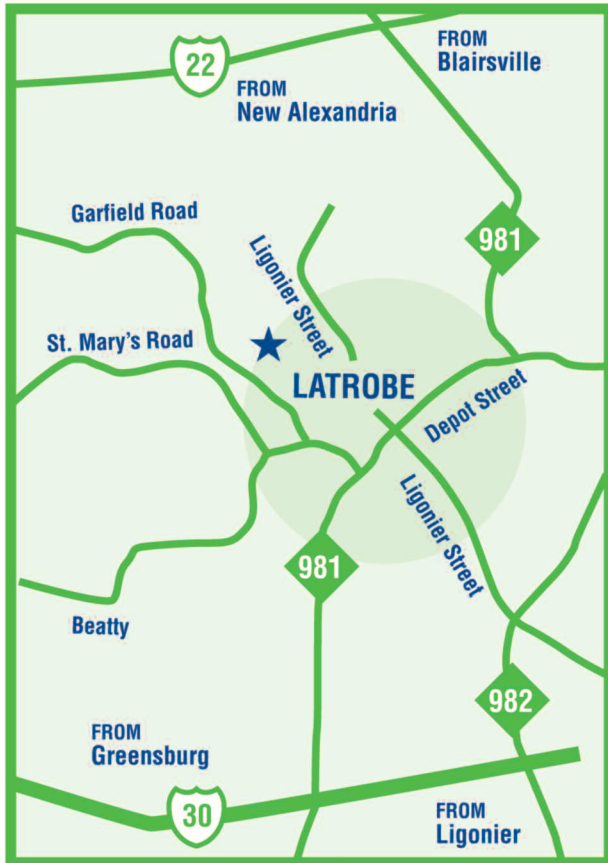 FROM
Blairsville
22
FROM
New Alexandria
Garfield Road
981
Ligonier Street
St. Mary's Road
LATROBE
Depot Street
Ligonier Street
981
Beatty
982
FROM
Greensburg
30
FROM
Ligonier